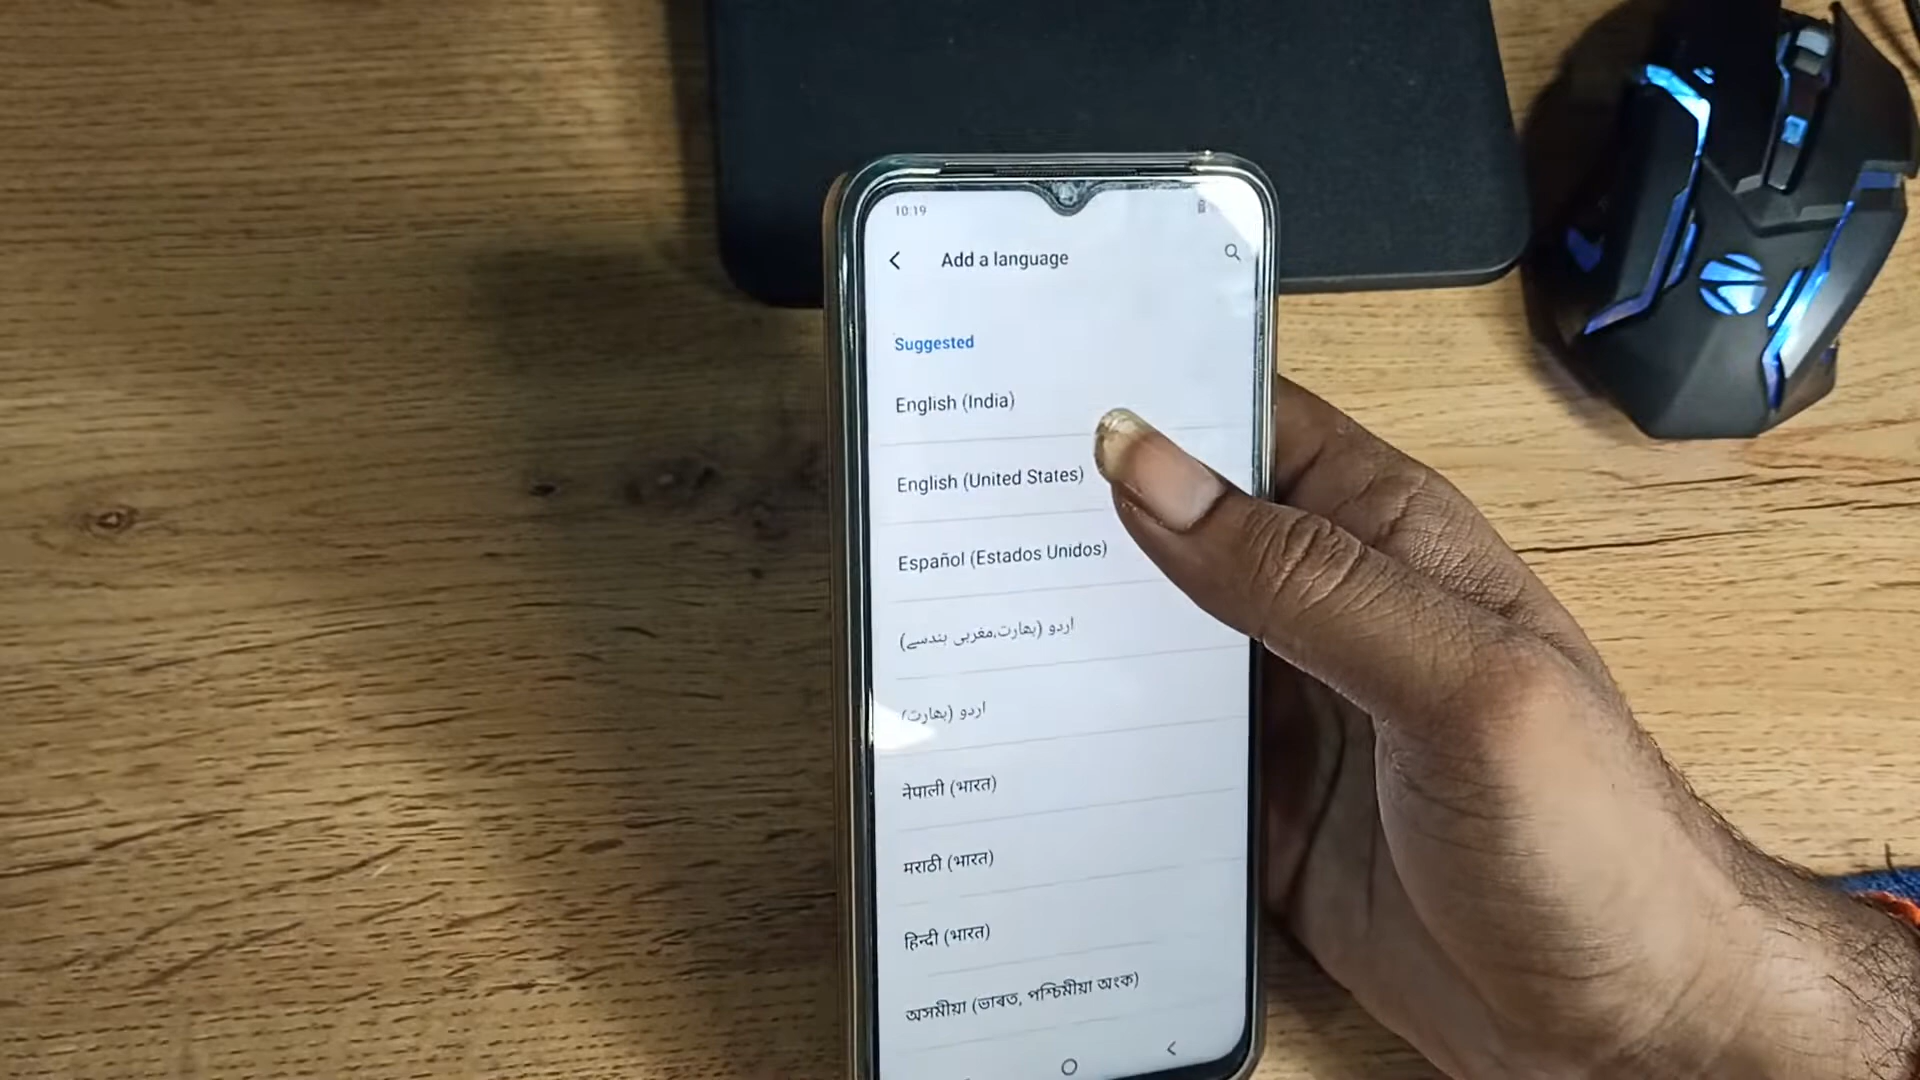 10:19
Add a language
Suggested
English (India)
English (United States)
Español (Estados Unidos)
اردو (بھارت,مغربی ہندسے)
اردو (بھارت)
नेपाली (भारत)
मराठी (भारत)
हिन्दी (भारत)
অসমীয়া (ভাৰত, পশ্চিমীয়া অংক)